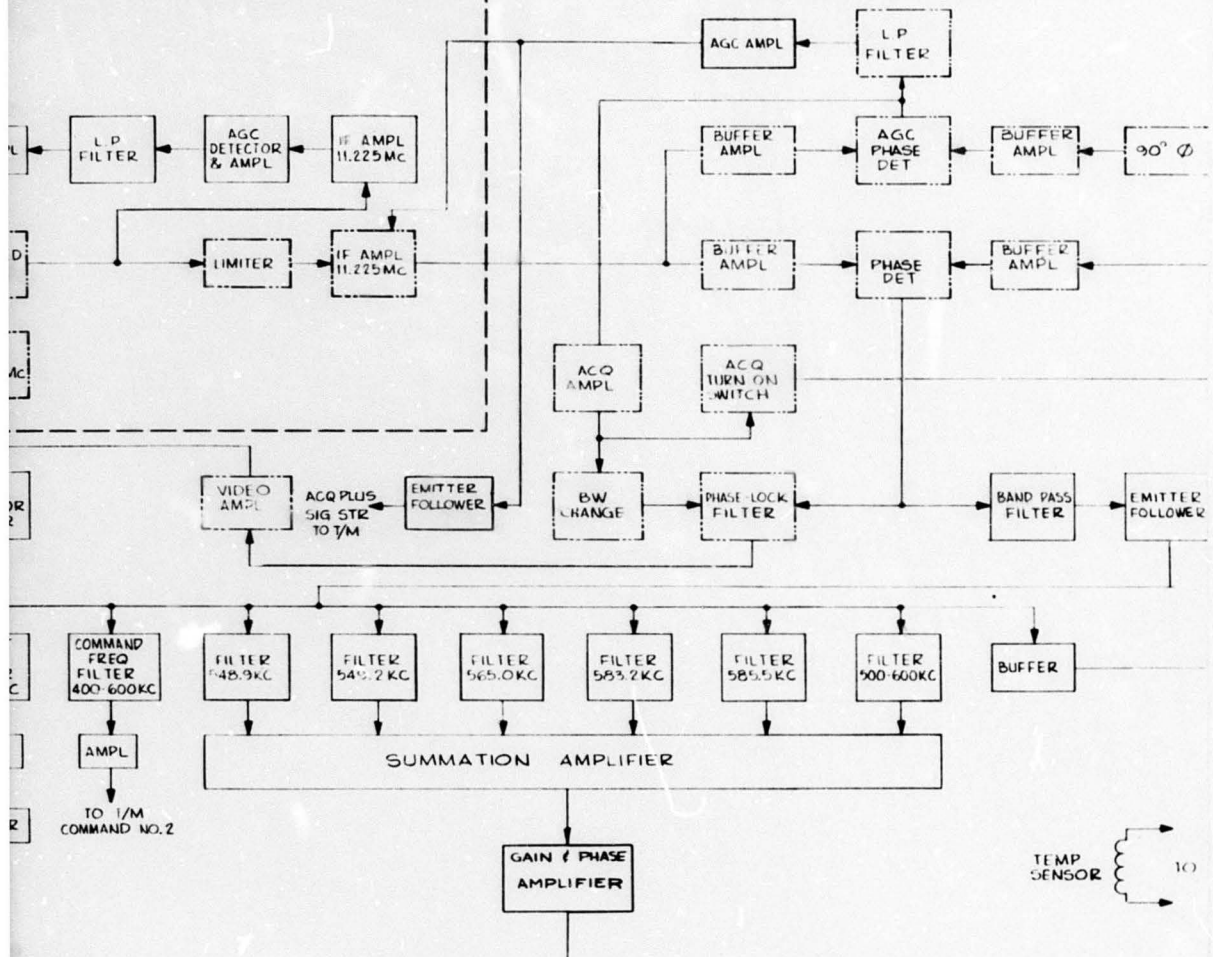 AGC AMPL
L.P
FILTER
L.P
FILTER
AGC
DETECTOR
& AMPL
IF AMPL
11.225Mc
BUFFER
AMPL
AGC
PHASE
DET
BUFFER
AMPL
90° Ø
D
LIMITER
IF AMPL
11.225Mc
BUFFER
AMPL
PHASE
DET
BUFFER
AMPL
Mc
ACQ
AMPL
ACQ
TURN ON
SWITCH
OR
R
VIDEO
AMPL
ACQ PLUS
SIG STR
TO T/M
EMITTER
FOLLOWER
BW
CHANGE
PHASE-LOCK
FILTER
BAND PASS
FILTER
EMITTER
FOLLOWER
C
COMMAND
FREQ
FILTER
400-600KC
FILTER
548.9KC
FILTER
FILTER
565.0KC
FILTER
583.2KC
FILTER
585.5KC
FILTER
500-600KC
BUFFER
AMPL
SUMMATION AMPLIFIER
R
TO T/M
COMMAND NO.2
GAIN & PHASE
AMPLIFIER
TEMP
SENSOR
TO